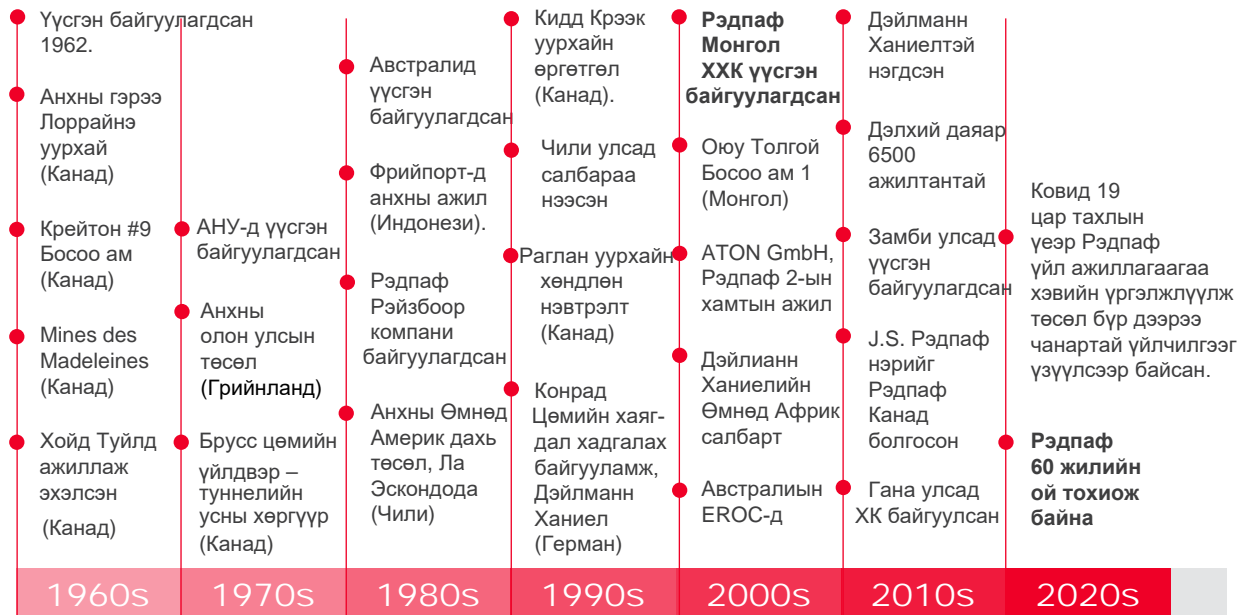 Үүсгэн байгуулагдсан
1962.
Анхны гэрээ
Лоррайнэ
уурхай
(Канад)
Крейтон #9
Босоо ам
(Канад)
Mines des
Madeleines
(Канад)
Хойд Туйлд
ажиллаж
эхэлсэн
(Канад)
1960s
АНУ-д үүсгэн
байгуулагдсан
Анхны
олон улсын
төсөл
(Грийнланд)
Брусс цөмийн
үйлдвэр –
туннелийн
усны хөргүүр
(Канад)
1970s
Австралид
үүсгэн
байгуулагдсан
Фрийпорт-д
анхны ажил
(Индонези).
Рэдпаф
Рэйзбоор
компани
байгуулагдсан
Анхны Өмнөд
Америк дахь
төсөл, Ла
Эскондода
(Чили)
1980s
Кидд Крээк
уурхайн
өргөтгөл
(Канад).
Чили улсад
салбараа
нээсэн
Раглан уурхайн
хөндлөн
нэвтрэлт
(Канад)
Конрад
Цөмийн хаяг-
дал хадгалах
байгууламж,
Дэйлманн
Ханиел
(Герман)
1990s
Рэдпаф
Монгол
ХХК үүсгэн
байгуулагдсан
Оюу Толгой
Босоо ам 1
(Монгол)
ATON GmbH,
Рэдпаф 2-ын
хамтын ажил
Дэйлианн
Ханиелийн
Өмнөд Африк
салбарт
Австралиын
EROC-д
2000s
Дэйлманн
Ханиелтэй
нэгдсэн
Дэлхий даяар
6500
ажилтантай
Замби улсад
үүсгэн
байгуулагдсан
J.S. Рэдпаф
нэрийг
Рэдпаф
Канад
болгосон
Гана улсад
ХК байгуулсан
2010s
Ковид 19
цар тахлын
үеэр Рэдпаф
үйл ажиллагаагаа
хэвийн үргэлжлүүлж
төсөл бүр дээрээ
чанартай үйлчилгээг
үзүүлсээр байсан.
Рэдпаф
60 жилийн
ой тохиож
байна
2020s